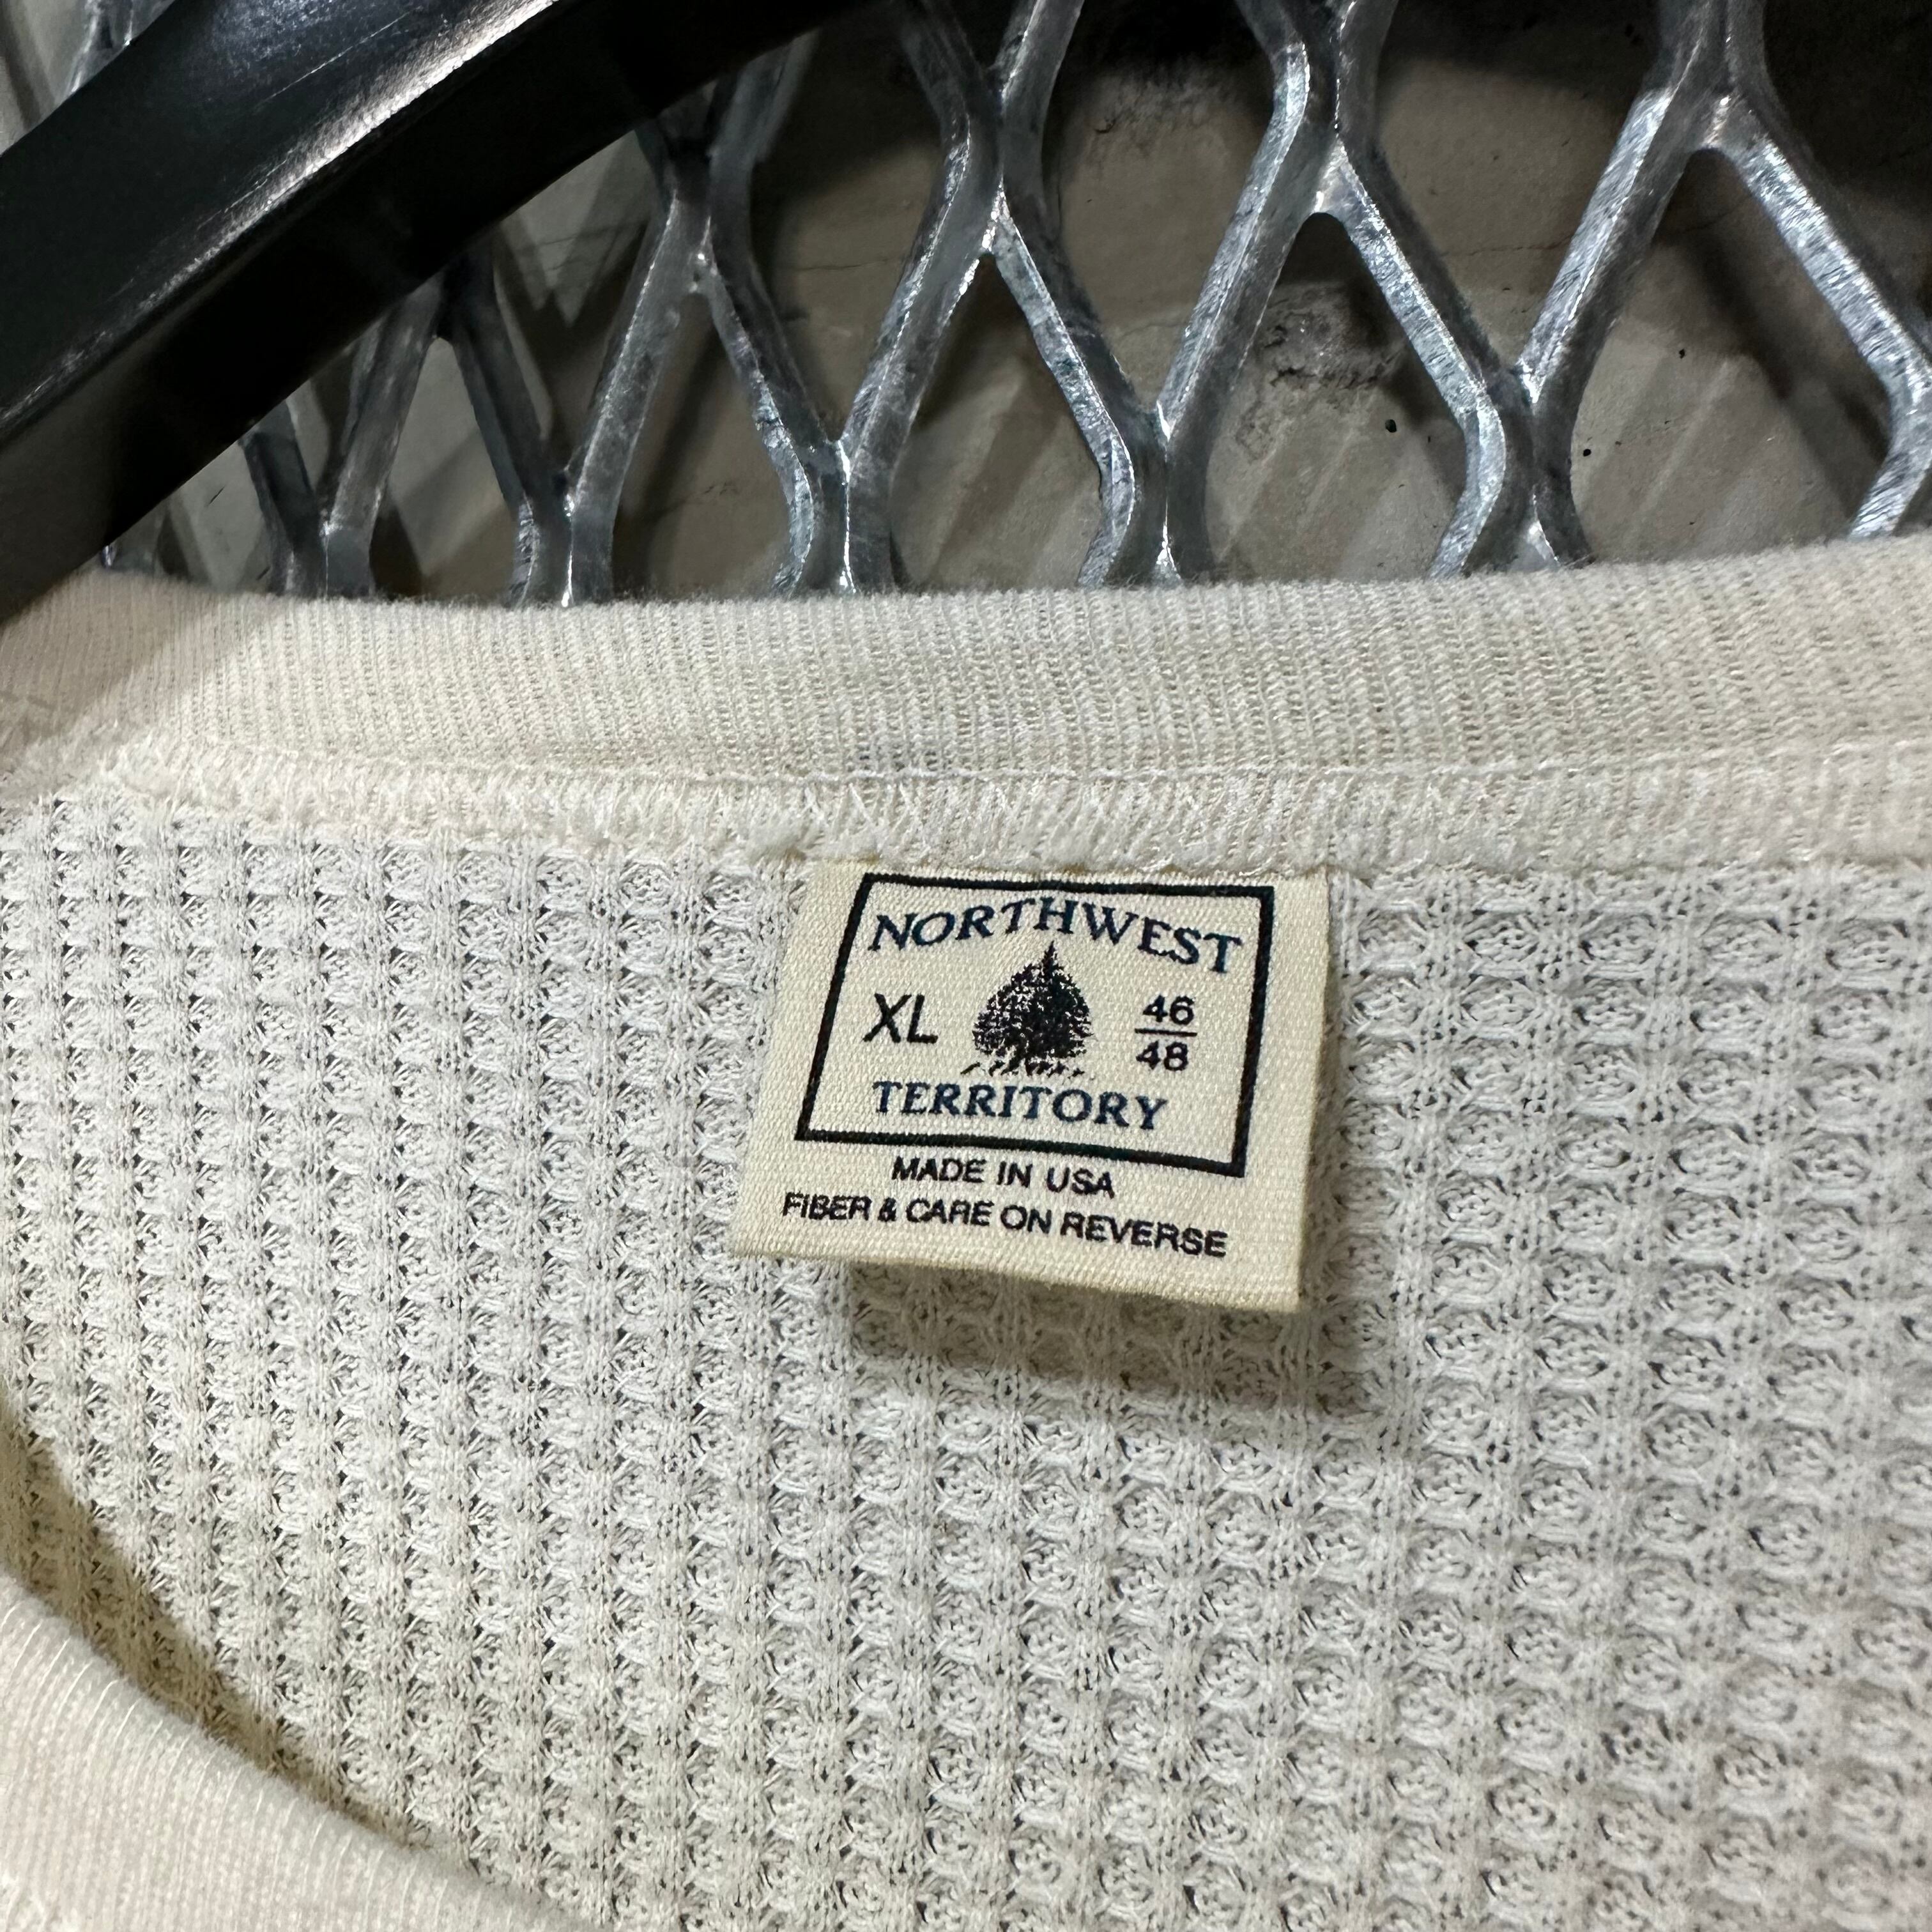 NORTHWEST
XL 46/48
TERRITORY
MADE IN USA
FIBER & CARE ON REVERSE